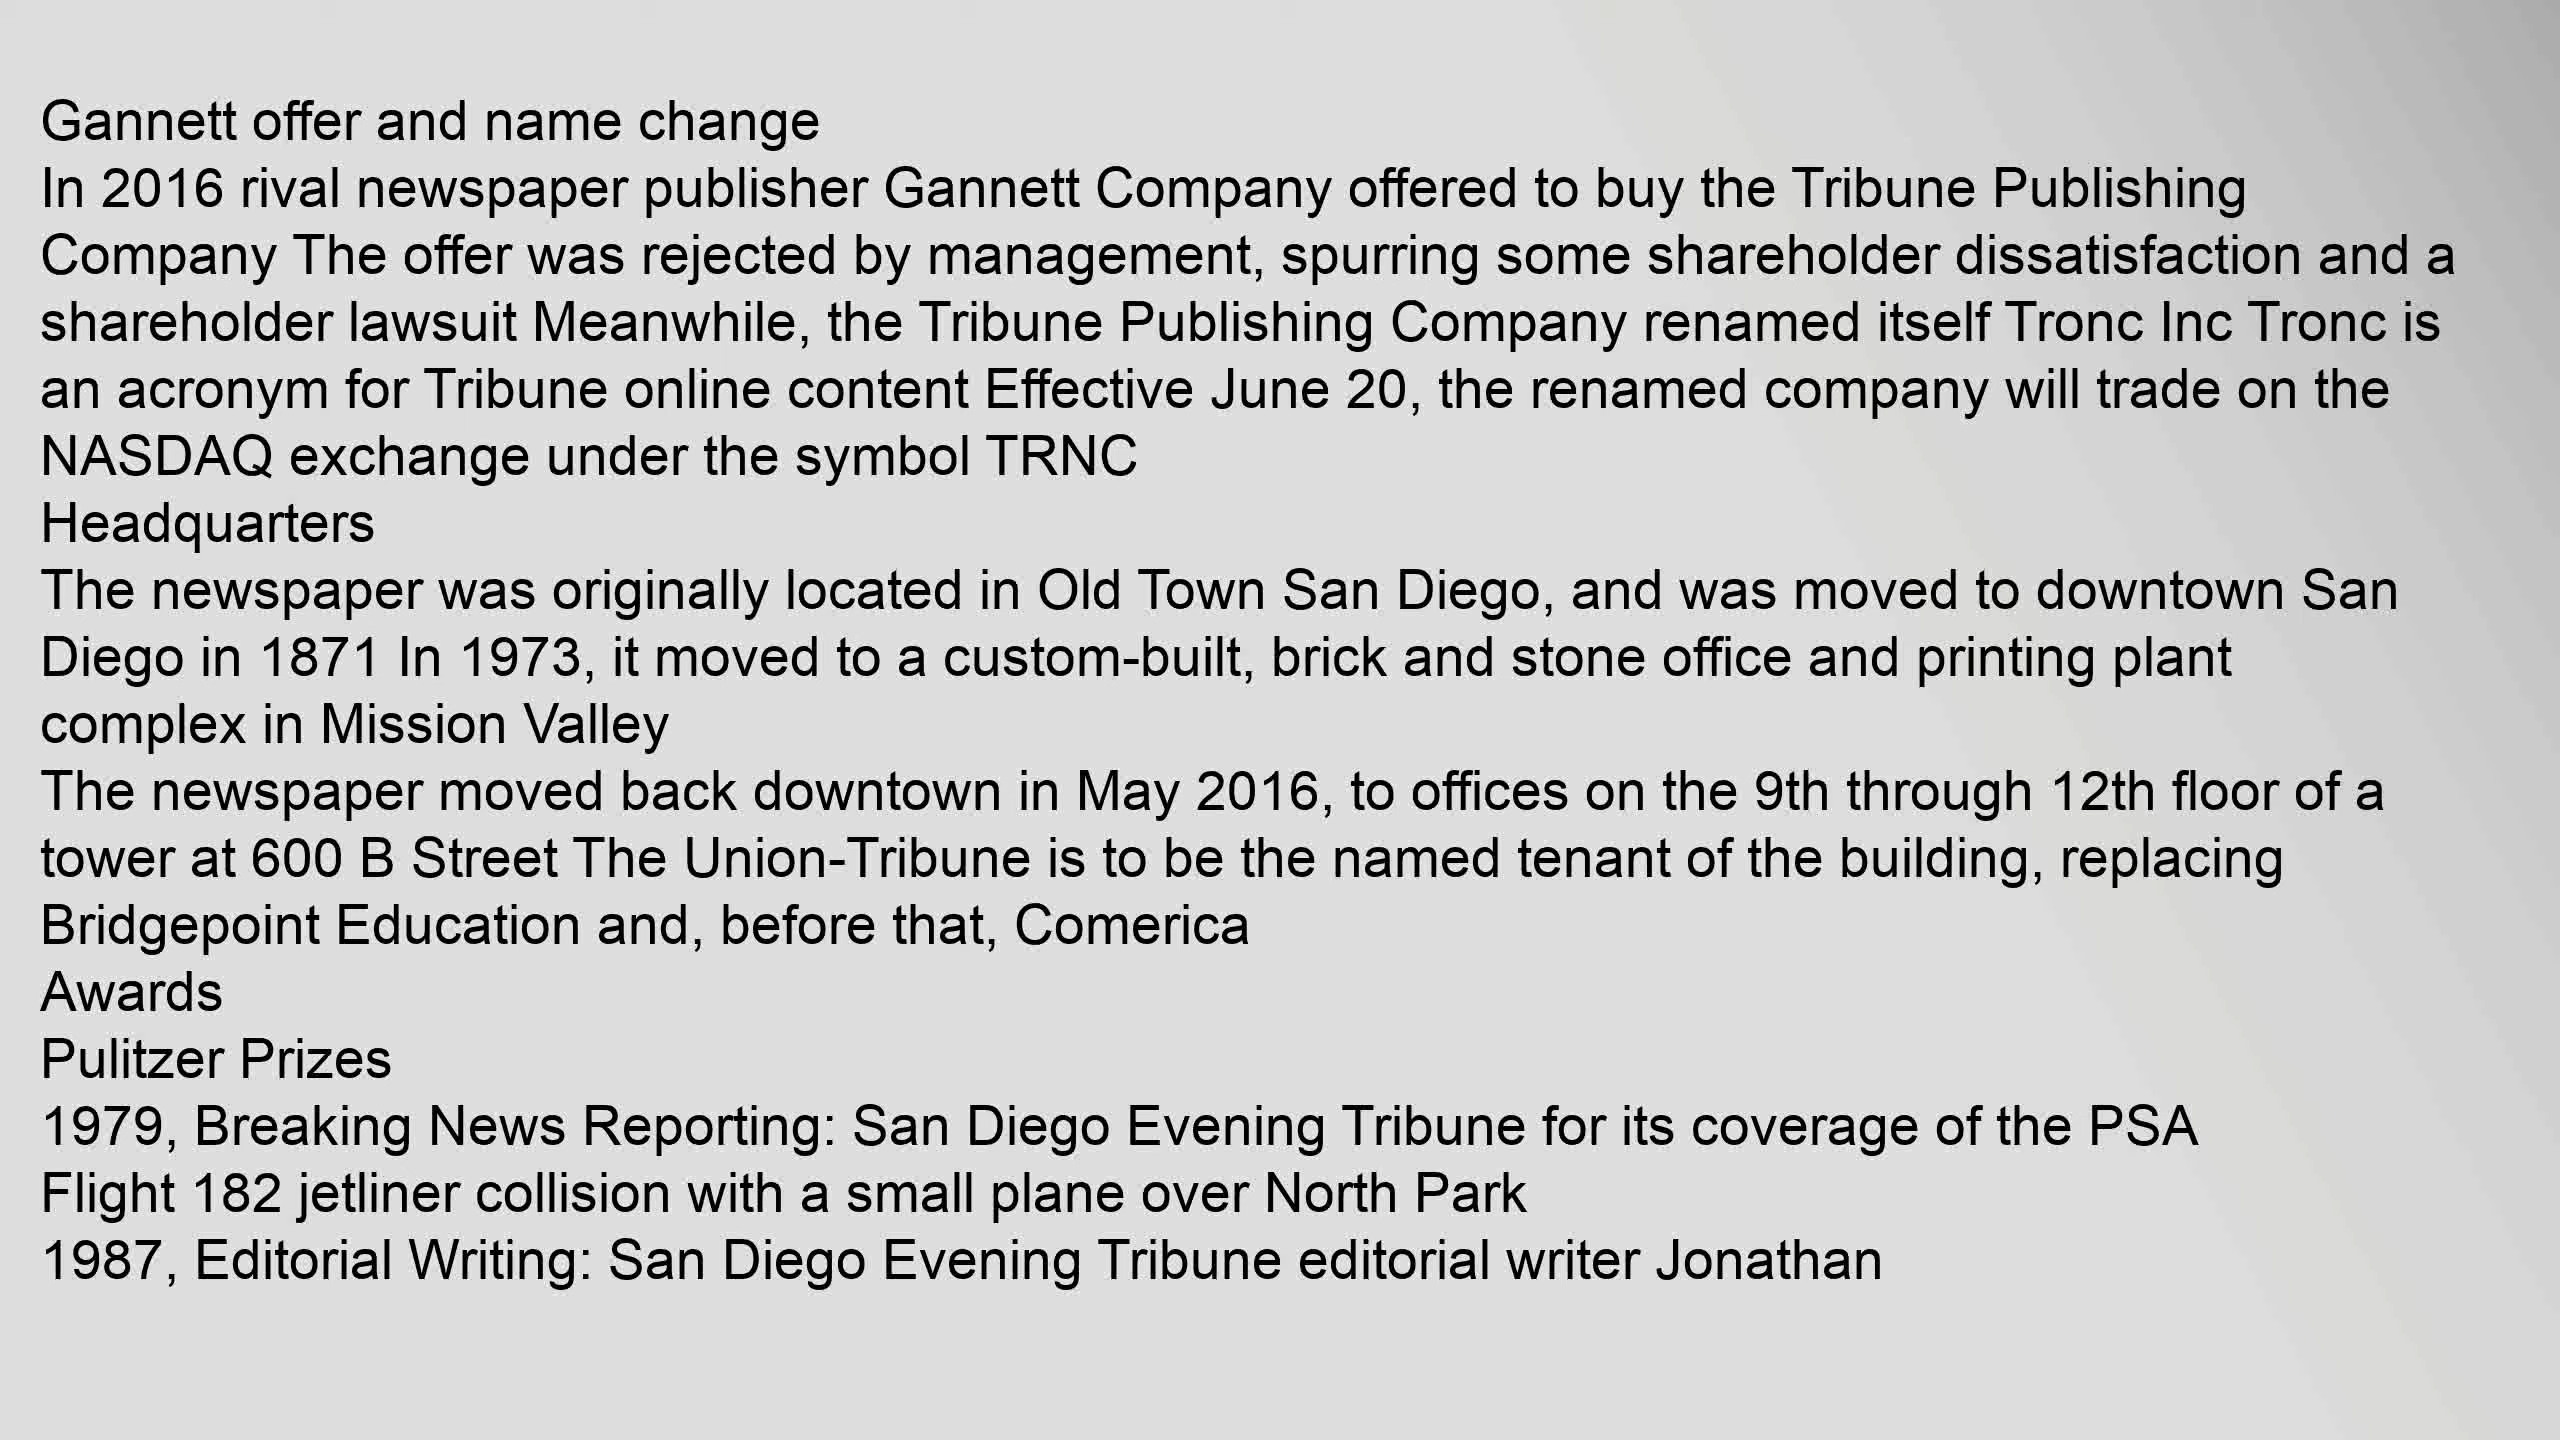 Gannett offer and name change
In 2016 rival newspaper publisher Gannett Company offered to buy the Tribune Publishing
Company The offer was rejected by management, spurring some shareholder dissatisfaction and a
shareholder lawsuit Meanwhile, the Tribune Publishing Company renamed itself Tronc Inc Tronc is
an acronym for Tribune online content Effective June 20, the renamed company will trade on the
NASDAQ exchange under the symbol TRNC
Headquarters
The newspaper was originally located in Old Town San Diego, and was moved to downtown San
Diego in 1871 In 1973, it moved to a custom-built, brick and stone office and printing plant
complex in Mission Valley
The newspaper moved back downtown in May 2016, to offices on the 9th through 12th floor of a
tower at 600 B Street The Union-Tribune is to be the named tenant of the building, replacing
Bridgepoint Education and, before that, Comerica
Awards
Pulitzer Prizes
1979, Breaking News Reporting: San Diego Evening Tribune for its coverage of the PSA
Flight 182 jetliner collision with a small plane over North Park
1987, Editorial Writing: San Diego Evening Tribune editorial writer Jonathan